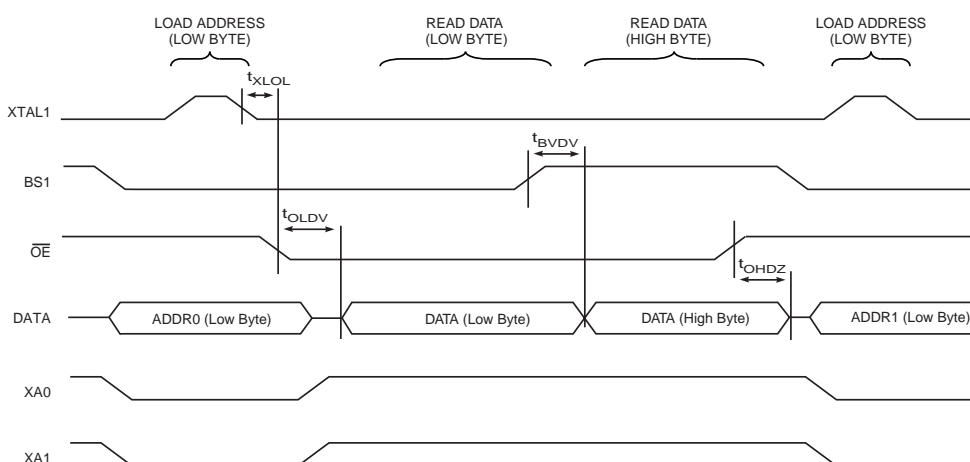 LOAD ADDRESS
(LOW BYTE)
READ DATA
(LOW BYTE)
READ DATA
(HIGH BYTE)
LOAD ADDRESS
(LOW BYTE)
tXLOL
XTAL1
tBVDV
BS1
tOLDV
OE
tOHDZ
DATA
ADDR0 (Low Byte)
DATA (Low Byte)
DATA (High Byte)
ADDR1 (Low Byte)
XA0
XA1